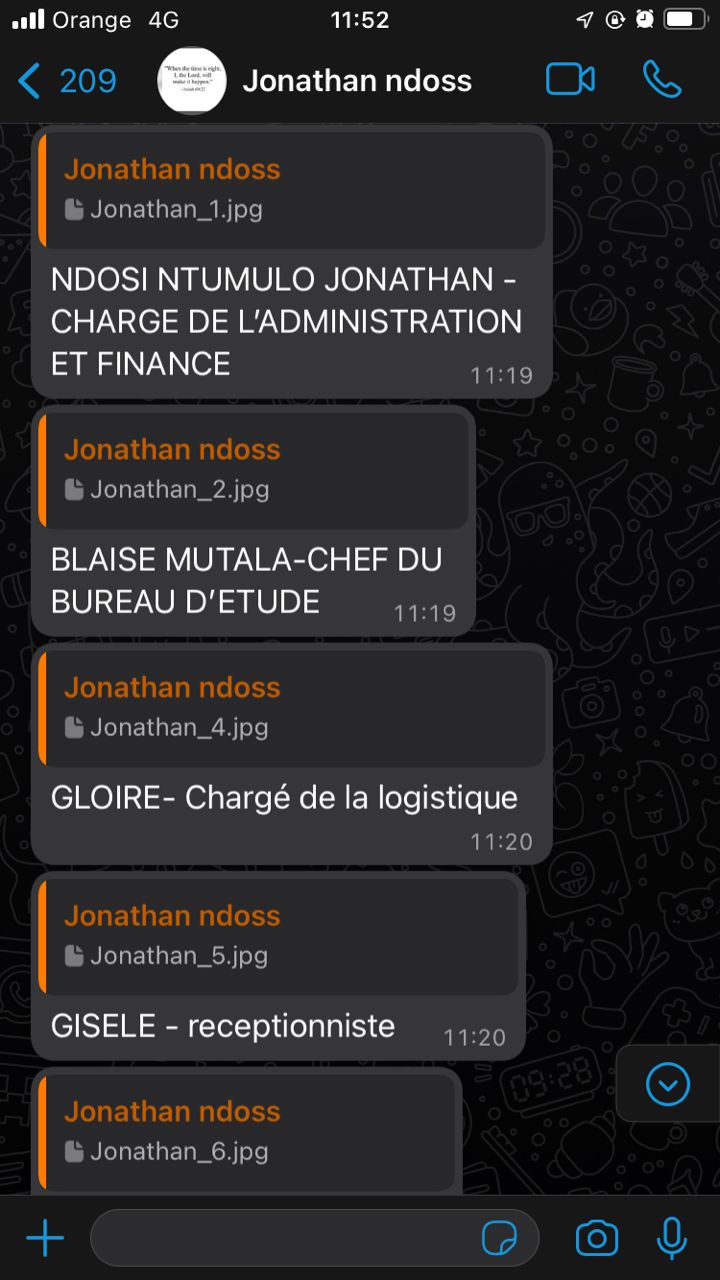 Orange 4G 11:52
209 "When the time is right, I, the Lord, will make it happen." - Isaiah 60:22 Jonathan ndoss
Jonathan ndoss
Jonathan_1.jpg
NDOSI NTUMULO JONATHAN -
CHARGE DE L’ADMINISTRATION
ET FINANCE
11:19
Jonathan ndoss
Jonathan_2.jpg
BLAISE MUTALA-CHEF DU
BUREAU D’ETUDE
11:19
Jonathan ndoss
Jonathan_4.jpg
GLOIRE- Chargé de la logistique
11:20
Jonathan ndoss
Jonathan_5.jpg
GISELE - receptionniste 11:20
Jonathan ndoss
Jonathan_6.jpg